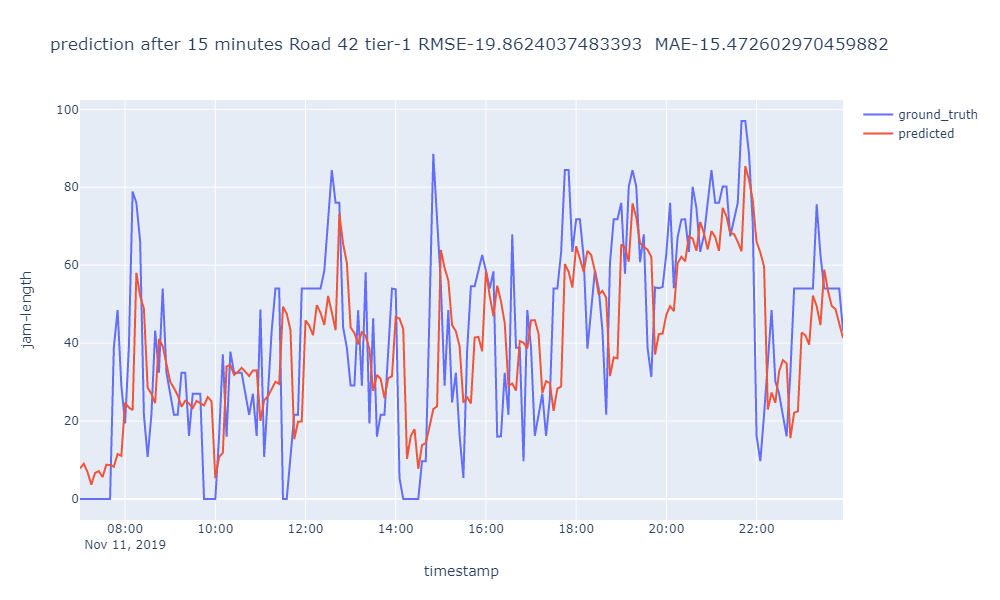 prediction after 15 minutes Road 42 tier-1 RMSE-19.8624037483393  MAE-15.472602970459882
ground_truth
predicted
jam-length
100
80
60
40
20
0
08:00 10:00 12:00 14:00 16:00 18:00 20:00 22:00
Nov 11, 2019
timestamp